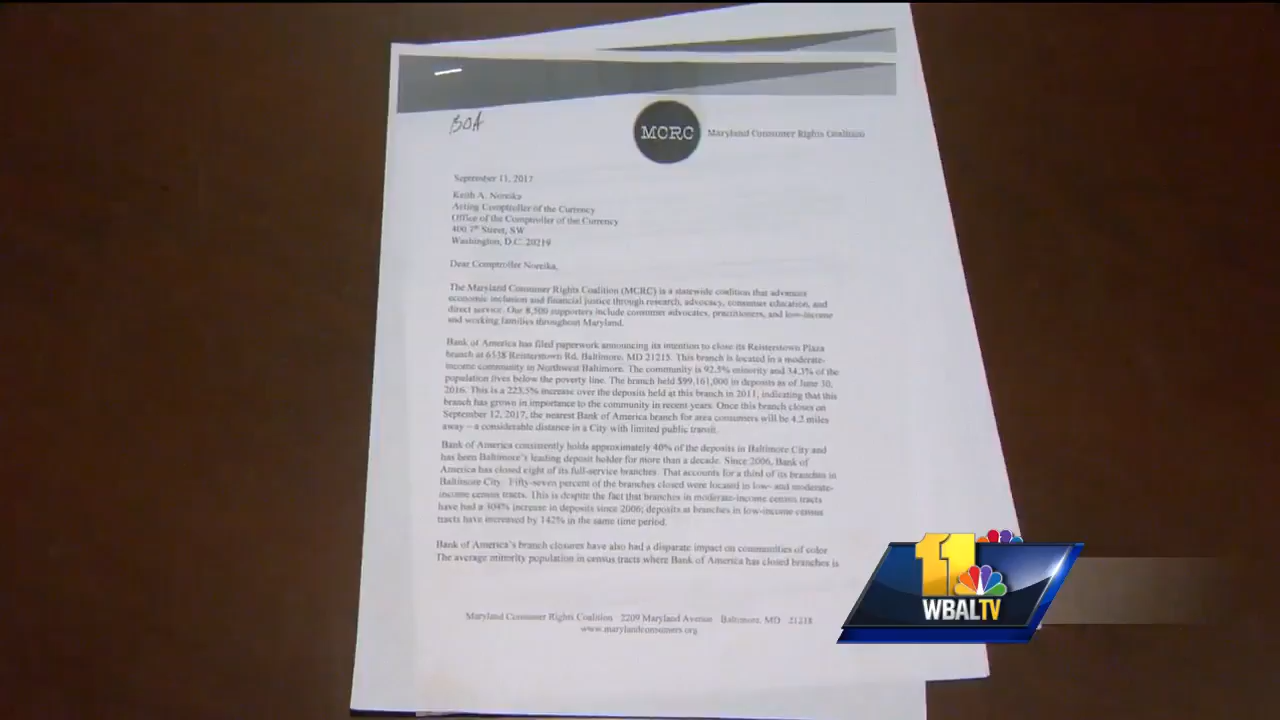 BOA
MCRC
Maryland Consumer Rights Coalition
September 11, 2017
Keith A. Noreika
Acting Comptroller of the Currency
Office of the Comptroller of the Currency
400 7th Street, SW
Washington, D.C. 20219
Dear Comptroller Noreika,
The Maryland Consumer Rights Coalition (MCRC) is a statewide coalition that advances
economic inclusion and financial justice through research, advocacy, consumer education, and
direct service. Our 8,500 supporters include consumer advocates, practitioners, and low-income
and working families throughout Maryland.
Bank of America has filed paperwork announcing its intention to close its Reisterstown Plaza
branch at 6538 Reisterstown Rd, Baltimore, MD 21215. This branch is located in a moderate-
income community in Northwest Baltimore. The community is 92.5% minority and 34.3% of the
population lives below the poverty line. The branch held $99,161,000 in deposits as of June 30,
2016. This is a 223.5% increase over the deposits held at this branch in 2011, indicating that this
branch has grown in importance to the community in recent years. Once this branch closes on
September 12, 2017, the nearest Bank of America branch for area consumers will be 4.2 miles
away – a considerable distance in a City with limited public transit.
Bank of America consistently holds approximately 40% of the deposits in Baltimore City and
has been Baltimore's leading deposit holder for more than a decade. Since 2006, Bank of
America has closed eight of its full-service branches. That accounts for a third of its branches in
Baltimore City. Fifty-seven percent of the branches closed were located in low- and moderate-
income census tracts. This is despite the fact that branches in moderate-income census tracts
have had a 304% increase in deposits since 2006; deposits at branches in low-income census
tracts have increased by 142% in the same time period.
Bank of America's branch closures have also had a disparate impact on communities of color
The average minority population in census tracts where Bank of America has closed branches is
Maryland Consumer Rights Coalition 2209 Maryland Avenue Baltimore, MD 21218
www.marylandconsumers.org
11
WBALTV